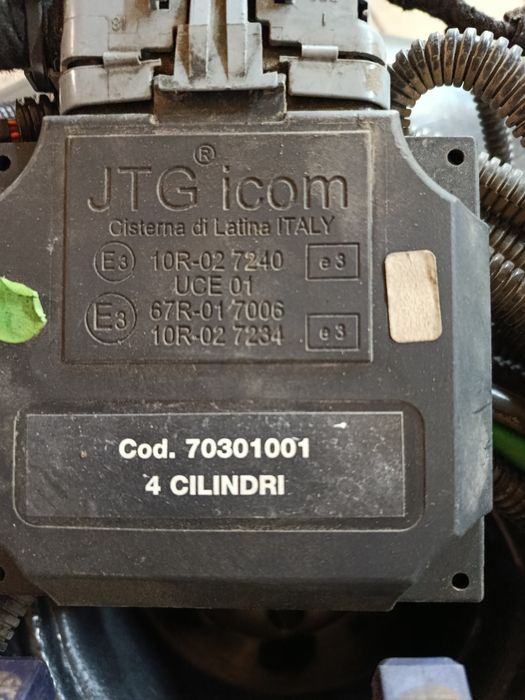 JTG® icom
Cisterna di Latina ITALY
E3 10R-02 7240 e3
UCE 01
E3 67R-01 7006
10R-02 7234 e3
Cod. 70301001
4 CILINDRI